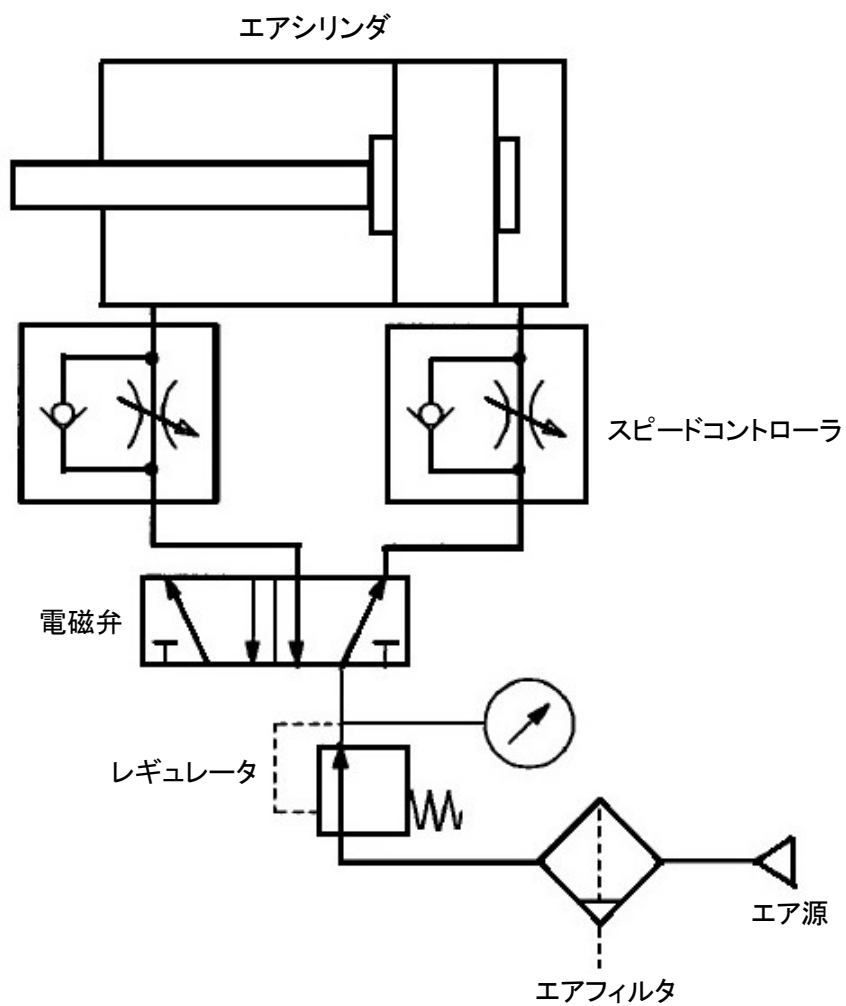 エアシリンダ
スピードコントローラ
電磁弁
レギュレータ
エア源
エアフィルタ